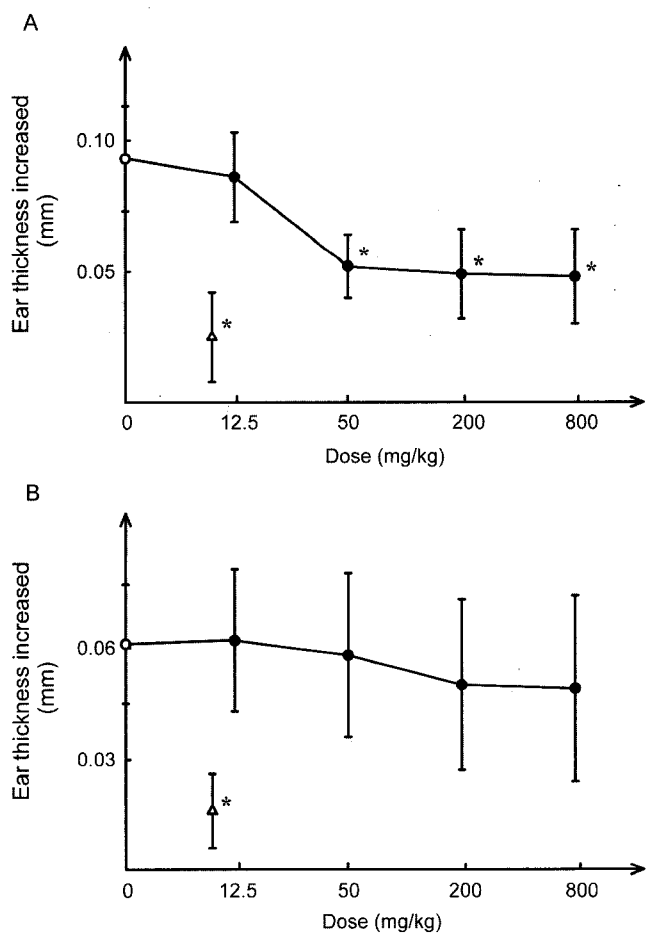 A
Ear thickness increased
(mm)
0.10
0.05
*
*
*
*
0
12.5
50
200
800
Dose (mg/kg)
B
Ear thickness increased
(mm)
0.06
0.03
*
0
12.5
50
200
800
Dose (mg/kg)